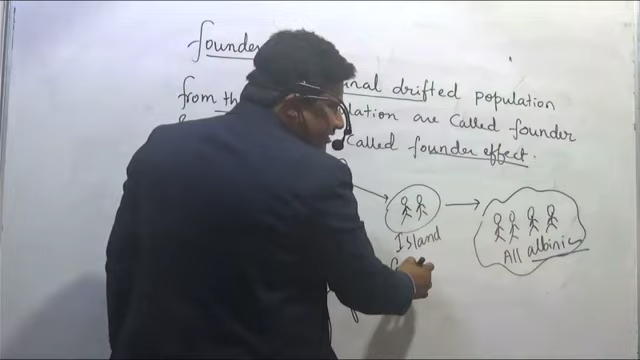 founder
nal drifted population
from th lation are called founder
called founder effect.
Island
All albinic